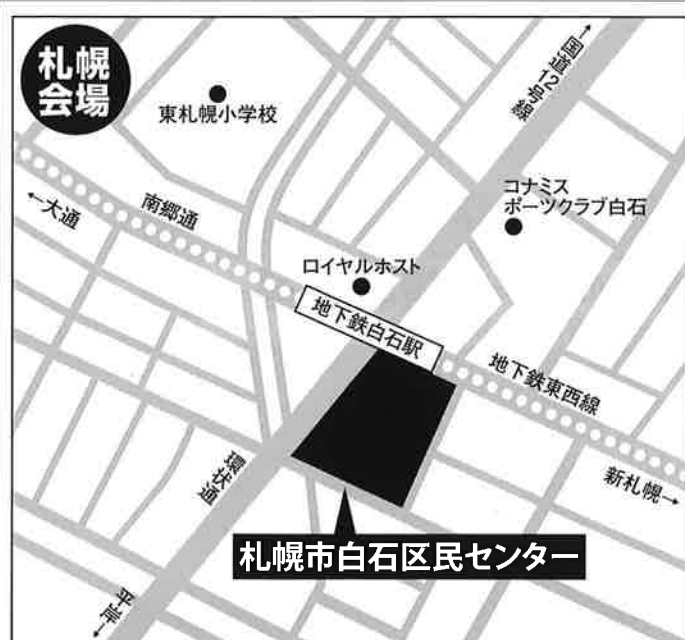 札幌
会場
東札幌小学校
↑国道12号線
コナミス
ポーツクラブ白石
←大通
南郷通
ロイヤルホスト
地下鉄白石駅
地下鉄東西線
新札幌→
環状通
札幌市白石区民センター
平岸↓